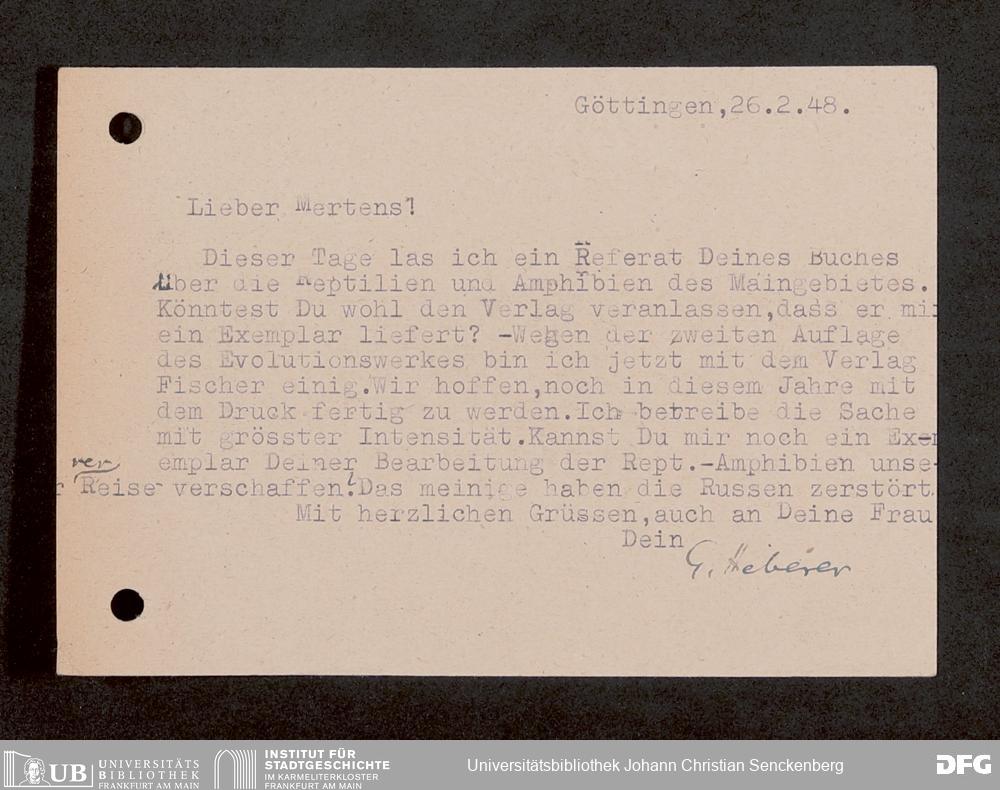 Göttingen,26.2.48.
Lieber Mertens!
Dieser Tage las ich ein Referat Deines Buches
über die Reptilien und Amphibien des Maingebietes.
Könntest Du wohl den Verlag veranlassen,dass er mir
ein Exemplar liefert? -Wegen der zweiten Auflage
des Evolutionswerkes bin ich jetzt mit dem Verlag
Fischer einig.Wir hoffen,noch in diesem Jahre mit
dem Druck fertig zu werden.Ich betreibe die Sache
mit grösster Intensität.Kannst Du mir noch ein Exem
emplar Deiner Bearbeitung der Rept.-Amphibien unse-
rer
r Reise verschaffen? Das meinige haben die Russen zerstört.
Mit herzlichen Grüssen,auch an Deine Frau
Dein
G. Heberer
UB UNIVERSITÄTS
BIBLIOTHEK
FRANKFURT AM MAIN
INSTITUT FÜR
STADTGESCHICHTE
IM KARMELITERKLOSTER
FRANKFURT AM MAIN
Universitätsbibliothek Johann Christian Senckenberg
DFG